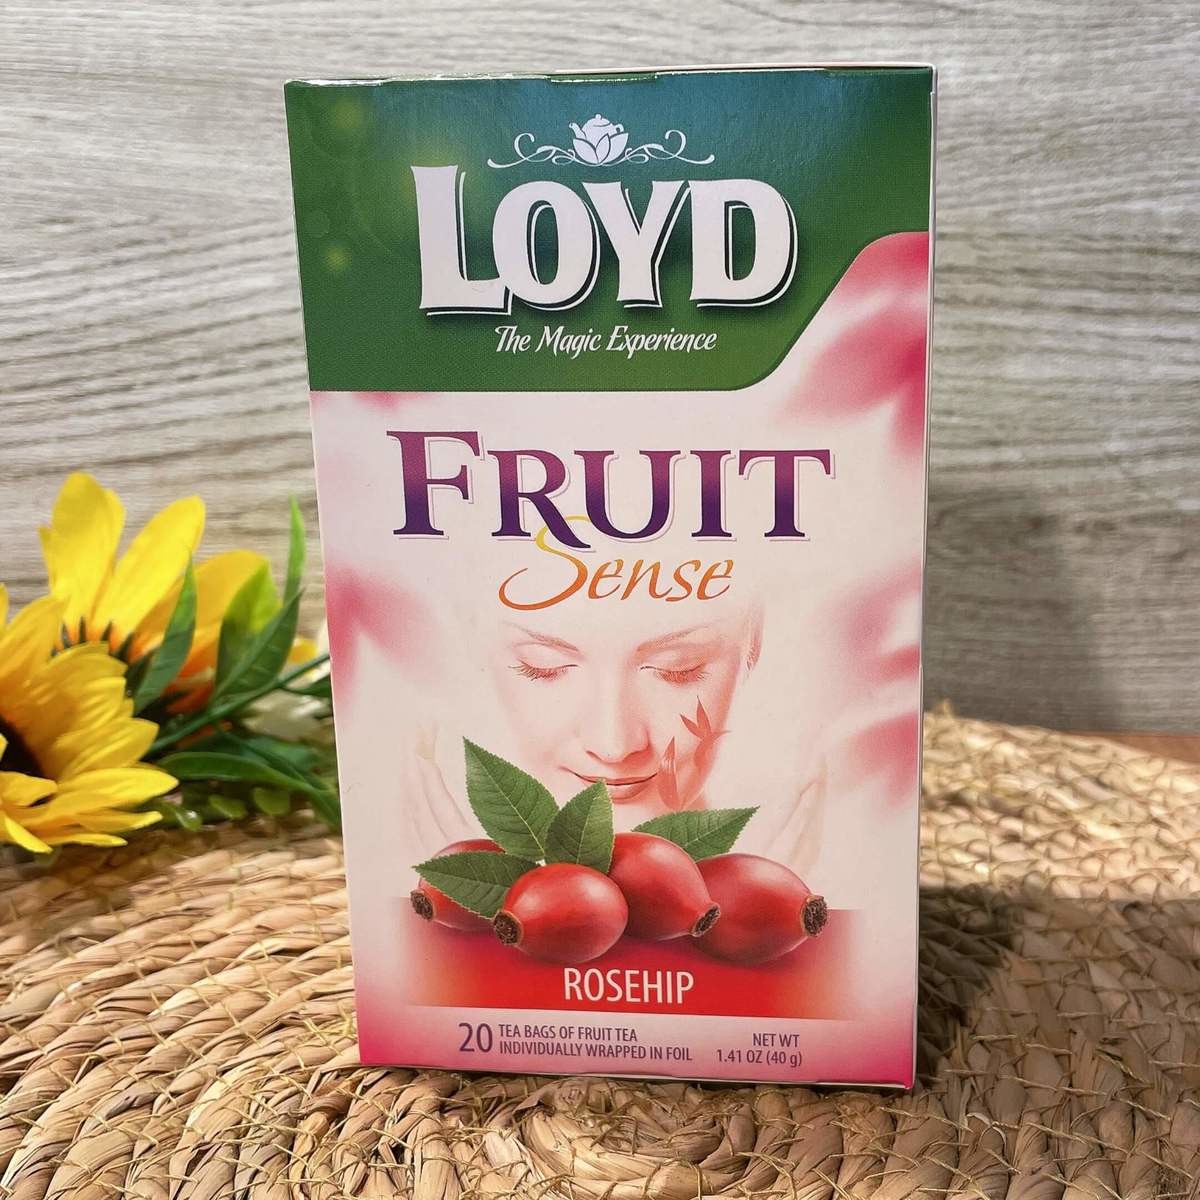 LOYD
The Magic Experience
FRUIT
Sense
ROSEHIP
20 TEA BAGS OF FRUIT TEA
INDIVIDUALLY WRAPPED IN FOIL
NET WT
1.41 OZ (40 g)